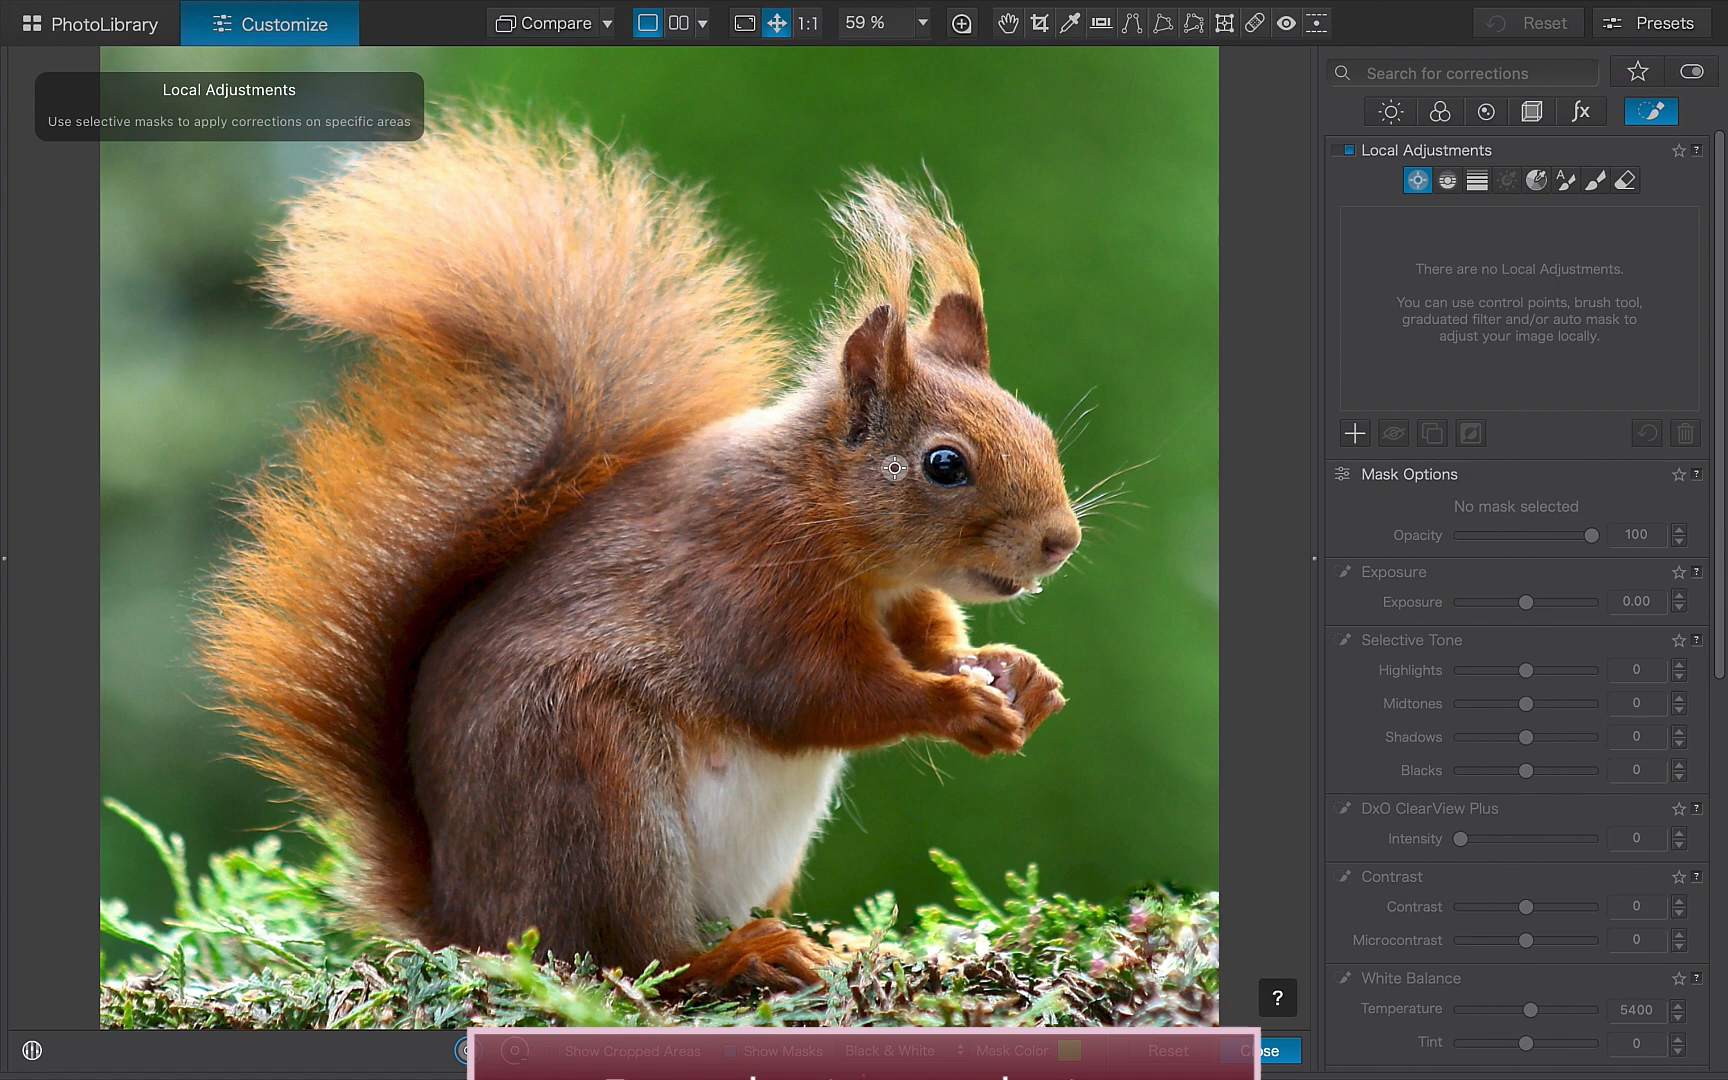 PhotoLibrary
Customize
Compare
1:1
59 %
Reset
Presets
Local Adjustments
Use selective masks to apply corrections on specific areas
Search for corrections
fx
Local Adjustments
?
A
There are no Local Adjustments.
You can use control points, brush tool,
graduated filter and/or auto mask to
adjust your image locally.
Mask Options
?
No mask selected
Opacity
100
Exposure
?
Exposure
0.00
Selective Tone
?
Highlights
0
Midtones
0
Shadows
0
Blacks
0
DxO ClearView Plus
?
Intensity
0
Contrast
?
Contrast
0
Microcontrast
0
White Balance
?
Temperature
5400
Tint
0
?
Show Cropped Areas
Show Masks
Black & White
Mask Color
Reset
Close